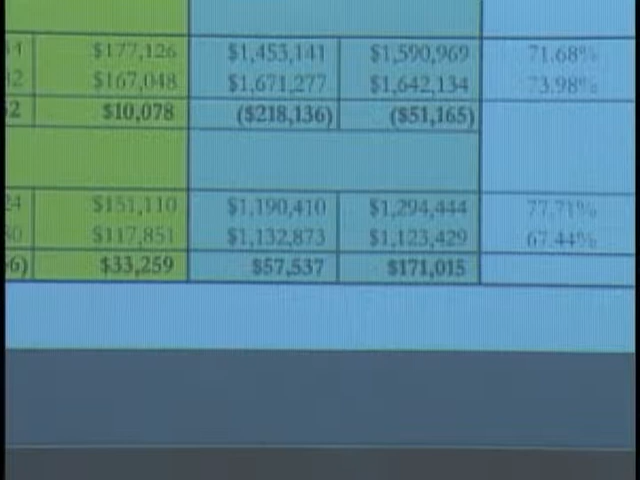 $177,126 $1,453,141 $1,590,969 71.68%
$167,048 $1,671,277 $1,642,134 73.98%
$10,078 ($218,136) ($51,165)
24 $151,110 $1,190,410 $1,294,444 77.71%
$117,851 $1,132,873 $1,123,429 67.44%
6) $33,259 $57,537 $171,015